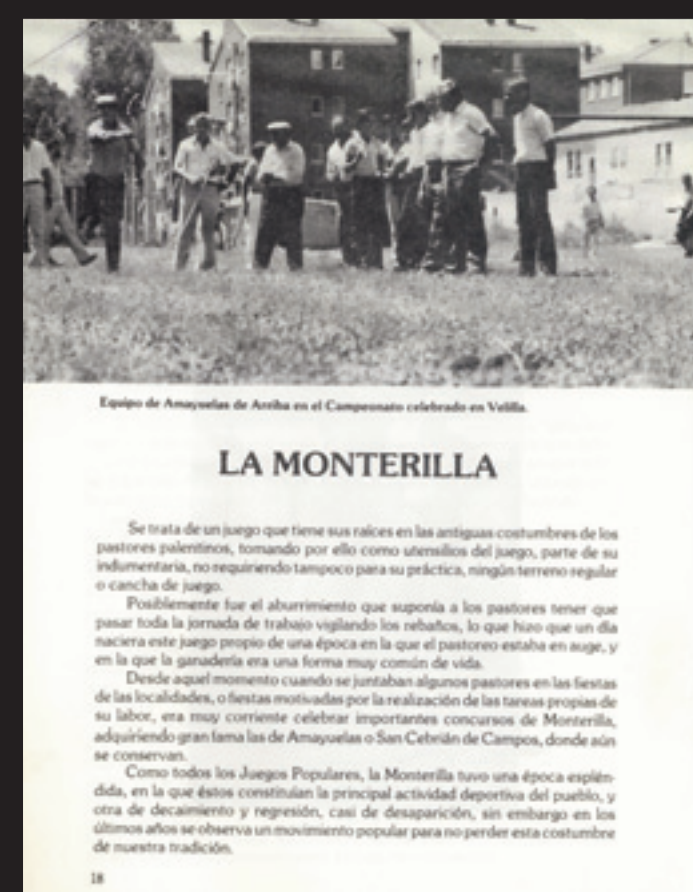 Equipo de Amayuelas de Arriba en el Campeonato celebrado en Velilla.
LA MONTERILLA
Se trata de un juego que tiene sus raíces en las antiguas costumbres de los
pastores palentinos, tomando por ello como utensilios del juego, parte de su
indumentaria, no requiriendo tampoco para su práctica, ningún terreno regular
o cancha de juego.
Posiblemente fue el aburrimiento que suponía a los pastores tener que
pasar toda la jornada de trabajo vigilando los rebaños, lo que hizo que un día
naciera este juego propio de una época en la que el pastoreo estaba en auge, y
en la que la ganadería era una forma muy común de vida.
Desde aquel momento cuando se juntaban algunos pastores en las fiestas
de las localidades, o fiestas motivadas por la realización de las tareas propias de
su labor, era muy corriente celebrar importantes concursos de Monterilla,
adquiriendo gran fama las de Amayuelas o San Cebrián de Campos, donde aún
se conservan.
Como todos los Juegos Populares, la Monterilla tuvo una época esplén-
dida, en la que éstos constituían la principal actividad deportiva del pueblo, y
otra de decaimiento y regresión, casi de desaparición, sin embargo en los
últimos años se observa un movimiento popular para no perder esta costumbre
de nuestra tradición.
18